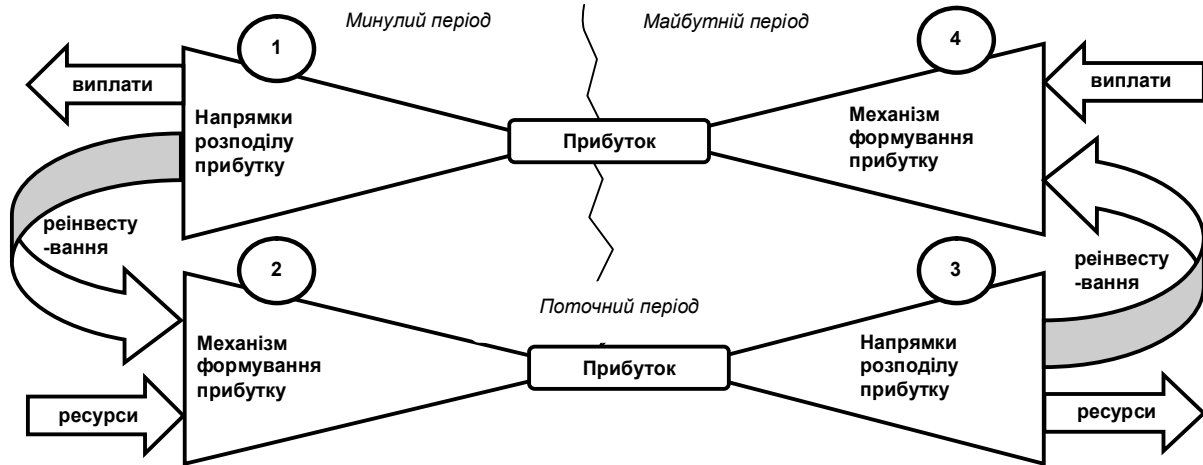 Минулий період
Майбутній період
1
4
виплати
виплати
Напрямки
розподілу
прибутку
Прибуток
Механізм
формування
прибутку
реінвесту
-вання
реінвесту
-вання
2
3
Поточний період
Механізм
формування
прибутку
Прибуток
Напрямки
розподілу
прибутку
ресурси
ресурси